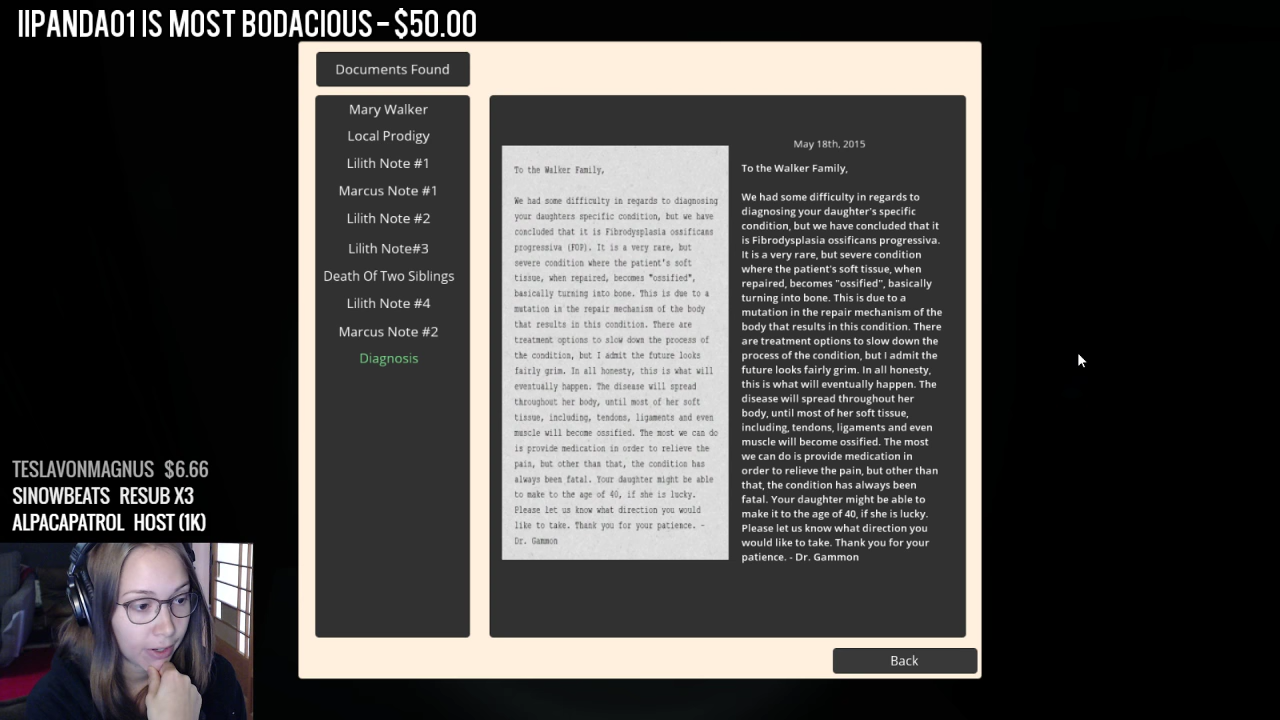 IIPANDA01 IS MOST BODACIOUS - $50.00
Documents Found
Mary Walker
Local Prodigy
Lilith Note #1
Marcus Note #1
Lilith Note #2
Lilith Note#3
Death Of Two Siblings
Lilith Note #4
Marcus Note #2
Diagnosis
To the Walker Family,
We had some difficulty in regards to diagnosing
your daughters specific condition, but we have
concluded that it is Fibrodysplasia ossificans
progressiva (FOP). It is a very rare, but
severe condition where the patient's soft
tissue, when repaired, becomes "ossified",
basically turning into bone. This is due to a
mutation in the repair mechanism of the body
that results in this condition. There are
treatment options to slow down the process of
the condition, but I admit the future looks
fairly grim. In all honesty, this is what will
eventually happen. The disease will spread
throughout her body, until most of her soft
tissue, including, tendons, ligaments and even
muscle will become ossified. The most we can do
is provide medication in order to relieve the
pain, but other than that, the condition has
always been fatal. Your daughter might be able
to make to the age of 40, if she is lucky.
Please let us know what direction you would
like to take. Thank you for your patience. -
Dr. Gammon
May 18th, 2015
To the Walker Family,
We had some difficulty in regards to
diagnosing your daughter's specific
condition, but we have concluded that it
is Fibrodysplasia ossificans progressiva.
It is a very rare, but severe condition
where the patient's soft tissue, when
repaired, becomes "ossified", basically
turning into bone. This is due to a
mutation in the repair mechanism of the
body that results in this condition. There
are treatment options to slow down the
process of the condition, but I admit the
future looks fairly grim. In all honesty,
this is what will eventually happen. The
disease will spread throughout her
body, until most of her soft tissue,
including, tendons, ligaments and even
muscle will become ossified. The most
we can do is provide medication in
order to relieve the pain, but other than
that, the condition has always been
fatal. Your daughter might be able to
make it to the age of 40, if she is lucky.
Please let us know what direction you
would like to take. Thank you for your
patience. - Dr. Gammon
Back
TESLAVONMAGNUS $6.66
SINOWBEATS RESUB X3
ALPACAPATROL HOST (1K)